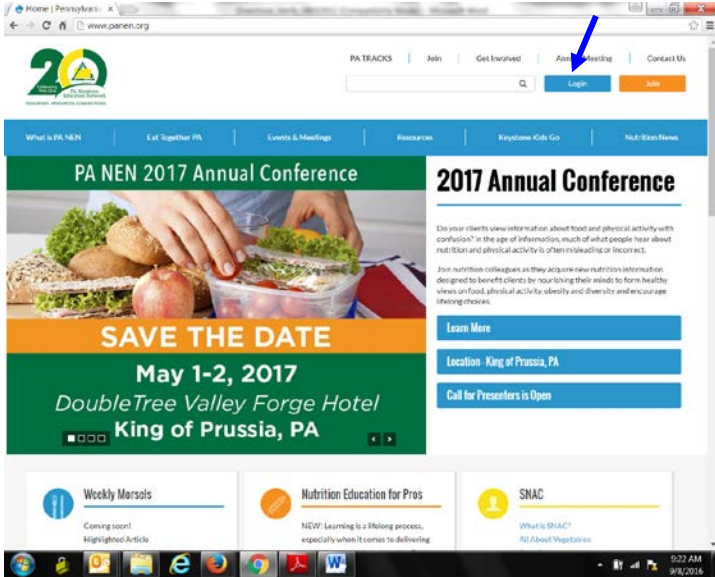 Home | Pennsylvani
www.panen.org
PA TRACKS | Join | Get Involved | Annual Meeting | Contact Us
20
PA Nutrition
Education Network
Login
Join
What is PA NEN | Eat Together PA | Events & Meetings | Resources | Keystone Kids Go | Nutrition News
PA NEN 2017 Annual Conference
SAVE THE DATE
May 1-2, 2017
DoubleTree Valley Forge Hotel
King of Prussia, PA
2017 Annual Conference
Do your clients view information about food and physical activity with
confusion? In the age of information, much of what people hear about
nutrition and physical activity is often misleading or incorrect.
Join nutrition colleagues as they acquire new nutrition information
designed to benefit clients by nourishing their minds to form healthy
views on food, physical activity, obesity and diversity and encourage
lifelong choices.
Learn More
Location - King of Prussia, PA
Call for Presenters is Open
Weekly Morsels
Coming soon!
Highlighted Article
Nutrition Education for Pros
NEW! Learning is a lifelong process,
especially when it comes to delivering
SNAC
What is SNAC?
All About Vegetables
9:22 AM
9/8/2016